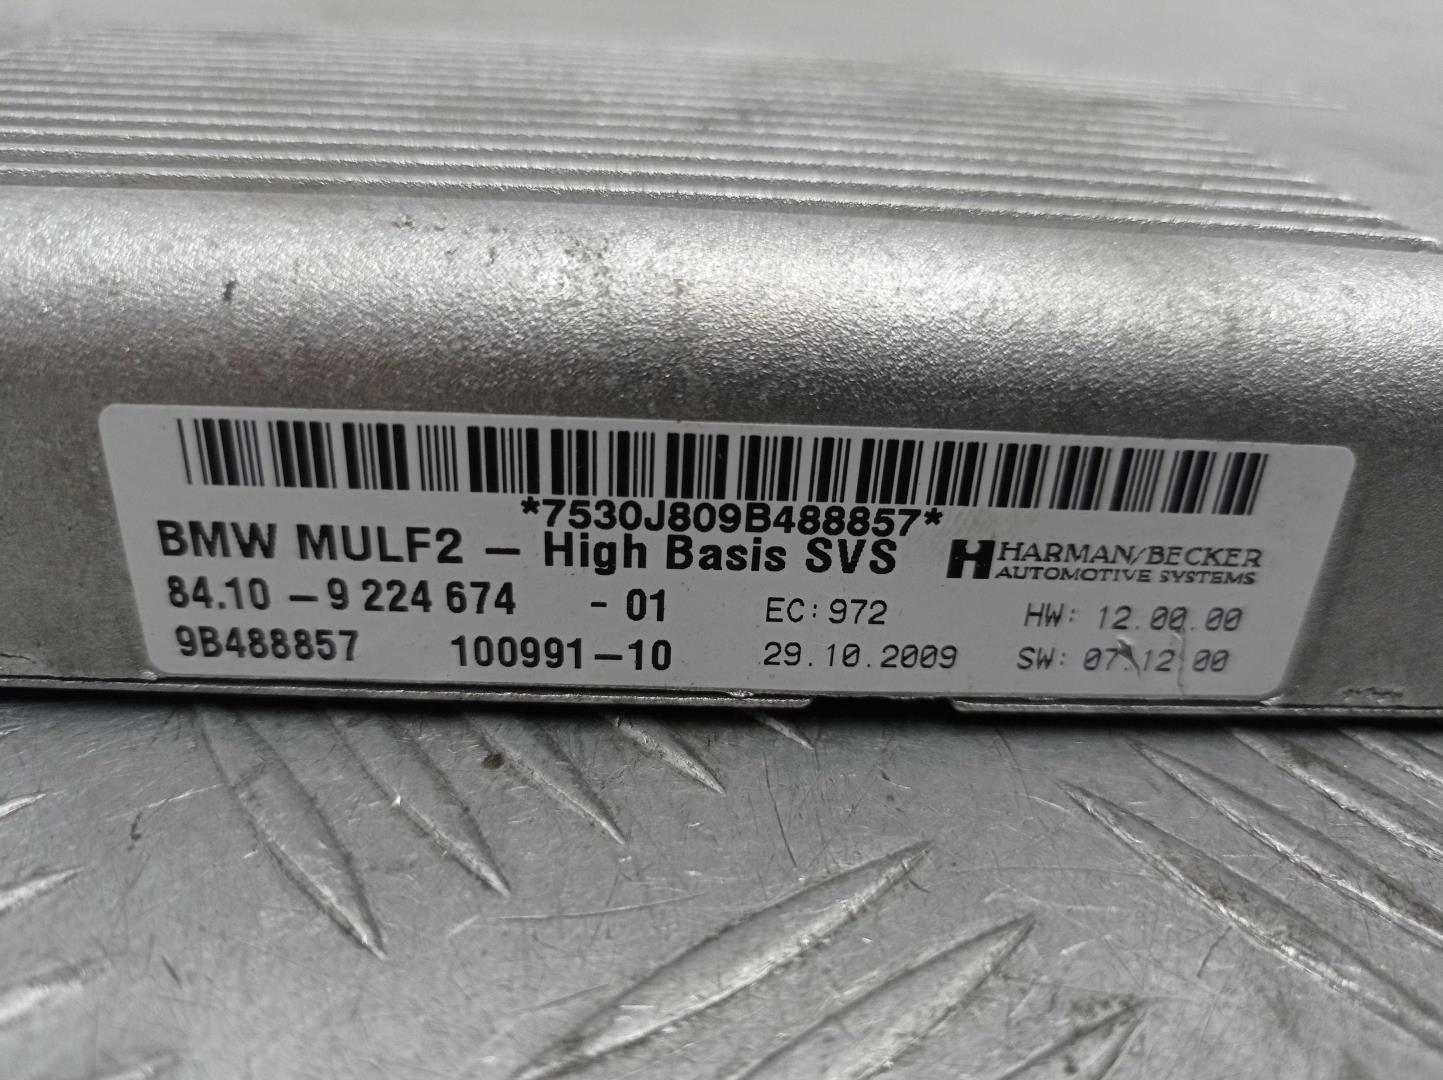 *7530J809B488857*
BMW MULF2 – High Basis SVS
HARMAN/BECKER
AUTOMOTIVE SYSTEMS
84.10 – 9 224 674 - 01 EC: 972 HW: 12.00.00
9B488857 100991–10 29.10.2009 SW: 07.12.00